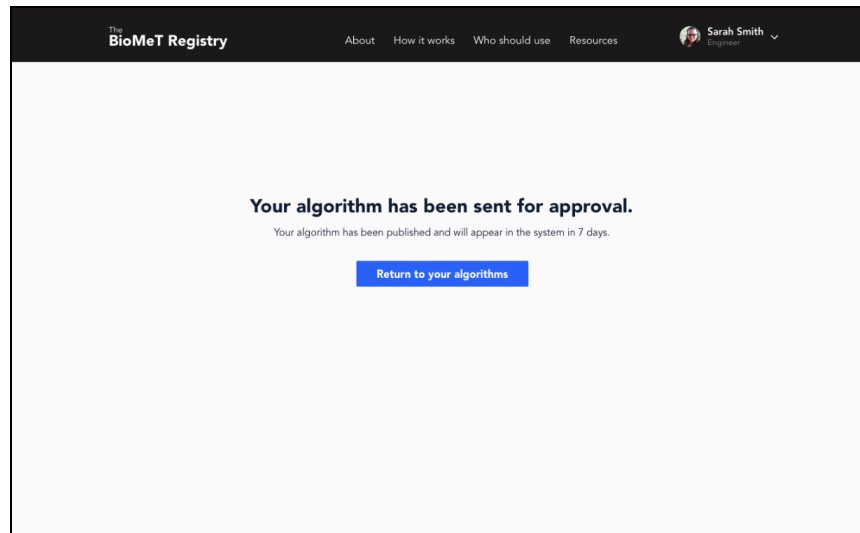 The
BioMeT Registry
About How it works Who should use Resources
Sarah Smith
Engineer
Your algorithm has been sent for approval.
Your algorithm has been published and will appear in the system in 7 days.
Return to your algorithms